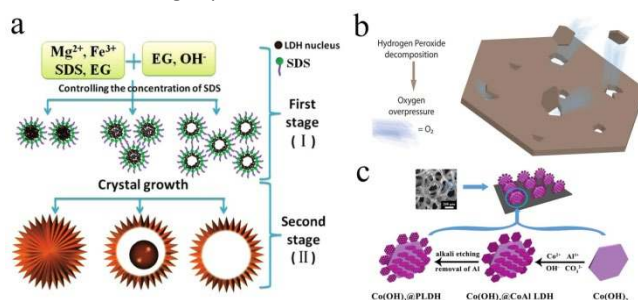 a
Mg²⁺, Fe³⁺
SDS, EG
EG, OH⁻
LDH nucleus
SDS
Controlling the concentration of SDS
First
stage
( I )
Crystal growth
Second
stage
(II)
b
Hydrogen Peroxide
decomposition
Oxygen
overpressure
= O₂
c
Co²⁺ Al³⁺
OH⁻ CO₃²⁻
alkali etching
removal of Al
Co(OH)₂@PLDH
Co(OH)₂@CoAl LDH
Co(OH)₂